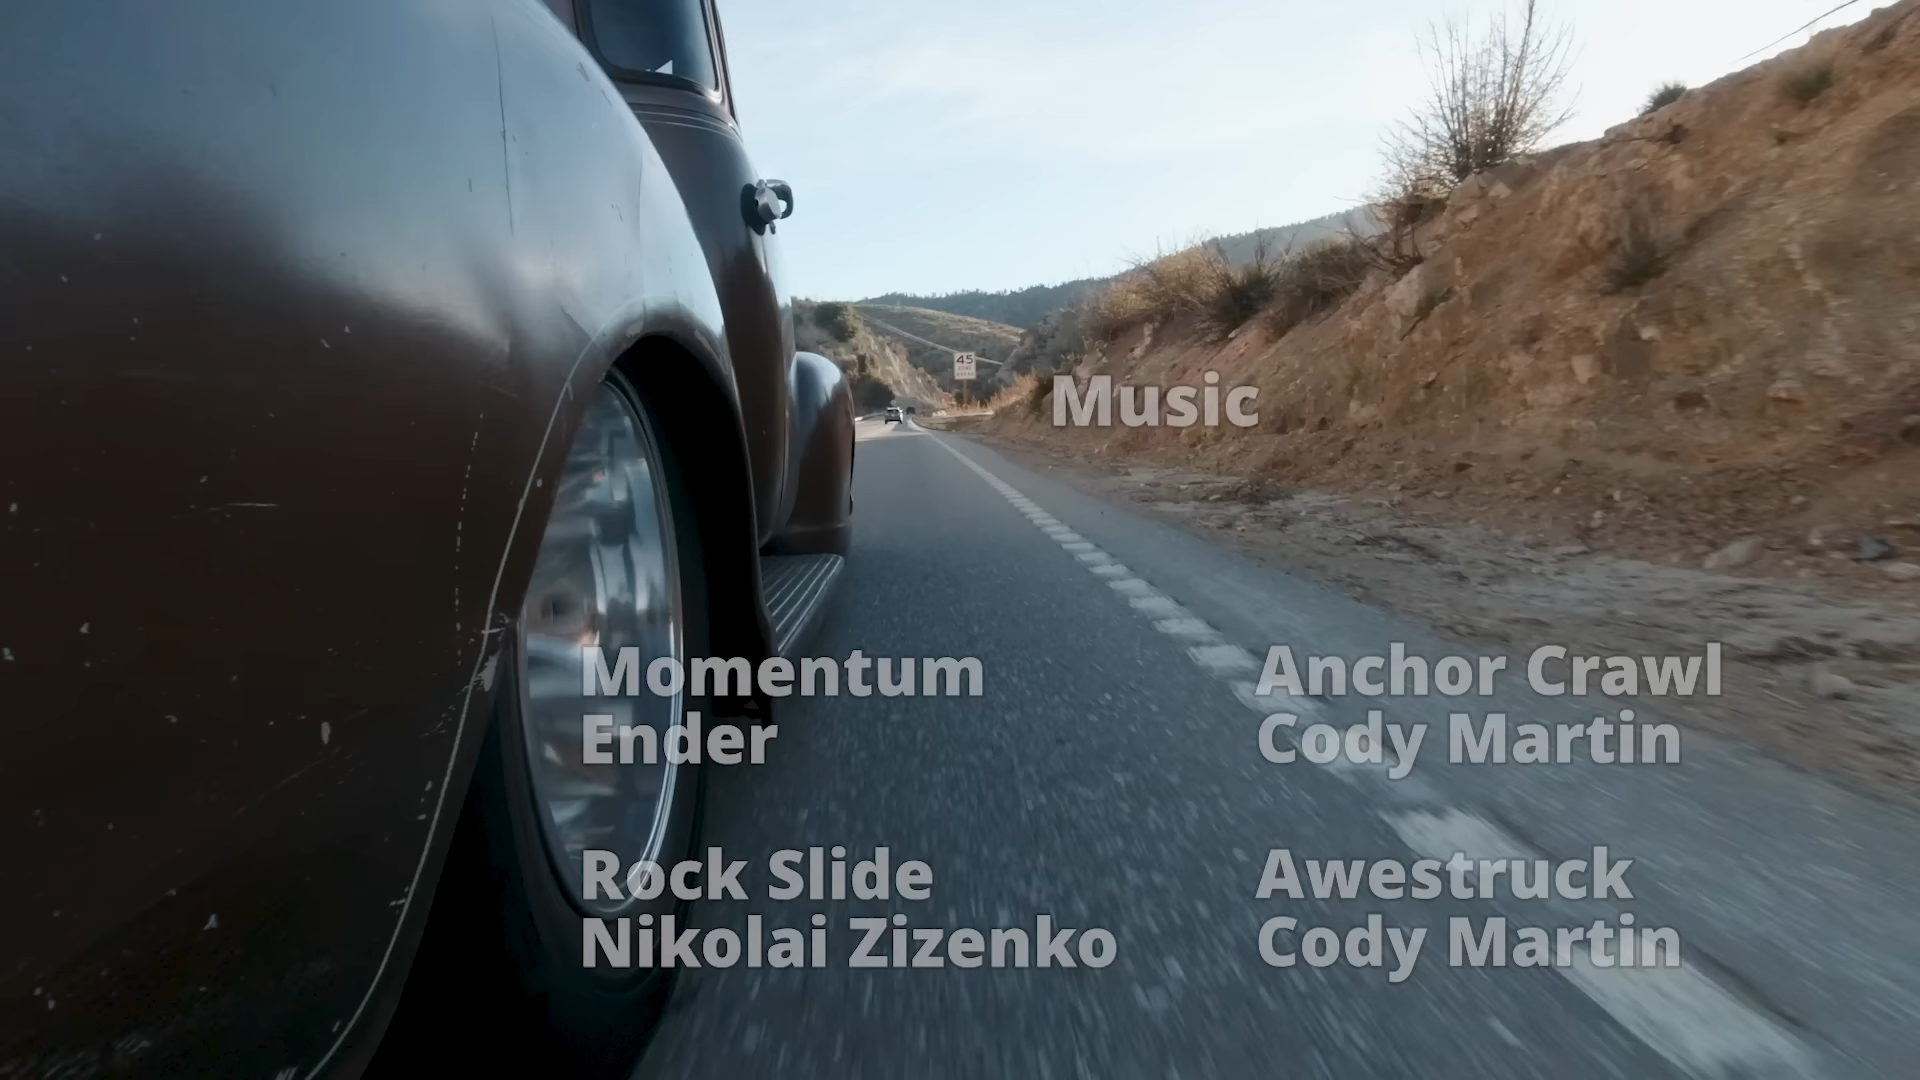 45
Music
Momentum
Ender
Anchor Crawl
Cody Martin
Rock Slide
Nikolai Zizenko
Awestruck
Cody Martin